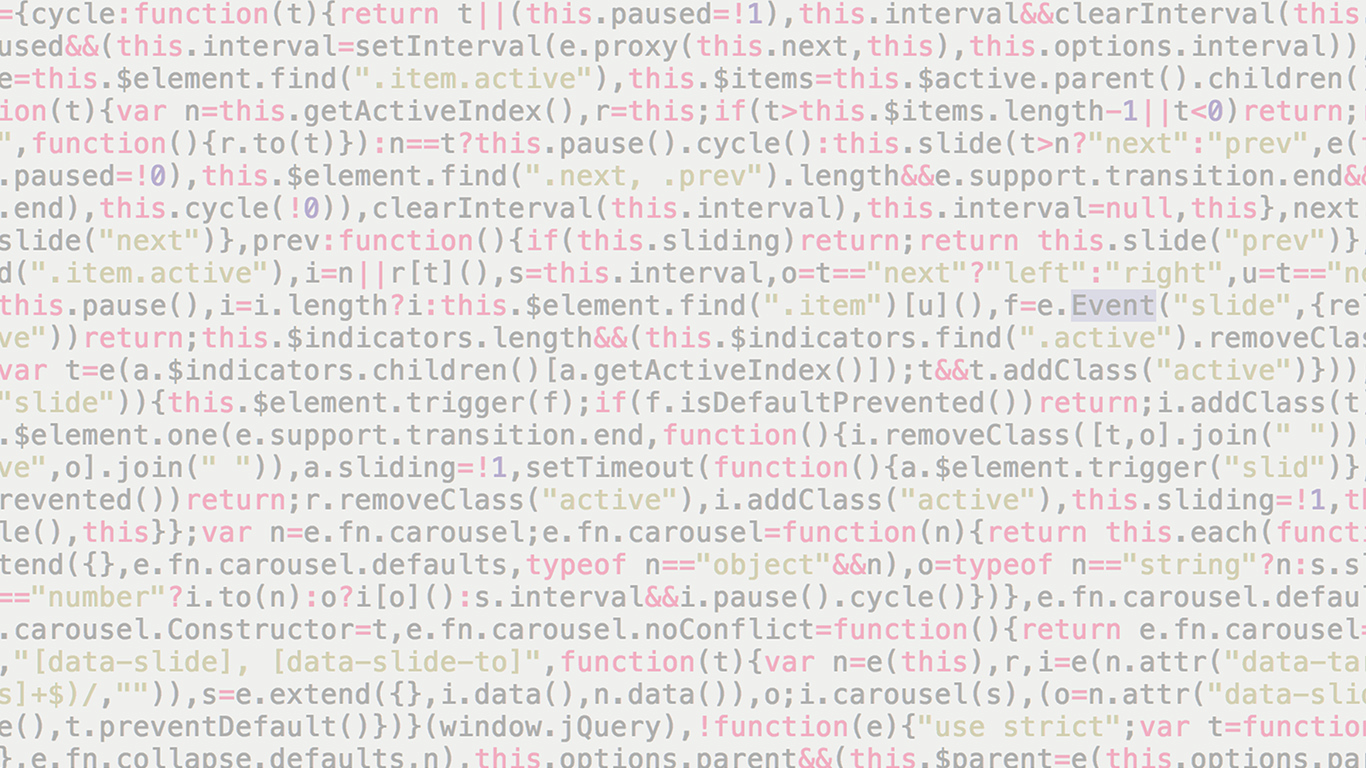 ={cycle:function(t){return t||(this.paused=!1),this.interval&&clearInterval(this
used&&(this.interval=setInterval(e.proxy(this.next,this),this.options.interval))
e=this.$element.find(".item.active"),this.$items=this.$active.parent().children(
ion(t){var n=this.getActiveIndex(),r=this;if(t>this.$items.length-1||t<0)return;
",function(){r.to(t)}):n==t?this.pause().cycle():this.slide(t>n?"next":"prev",e(
.paused=!0),this.$element.find(".next, .prev").length&&e.support.transition.end&&
.end),this.cycle(!0)),clearInterval(this.interval),this.interval=null,this},next
slide("next")},prev:function(){if(this.sliding)return;return this.slide("prev")}
d(".item.active"),i=n||r[t](),s=this.interval,o=t=="next"?"left":"right",u=t=="ne
this.pause(),i=i.length?i:this.$element.find(".item")[u](),f=e.Event("slide",{re
ve"))return;this.$indicators.length&&(this.$indicators.find(".active").removeClas
var t=e(a.$indicators.children()[a.getActiveIndex()]);t&&t.addClass("active")}))
"slide")){this.$element.trigger(f);if(f.isDefaultPrevented())return;i.addClass(t
.$element.one(e.support.transition.end,function(){i.removeClass([t,o].join(" "))
ve",o].join(" ")),a.sliding=!1,setTimeout(function(){a.$element.trigger("slid")}
revented())return;r.removeClass("active"),i.addClass("active"),this.sliding=!1,t
le(),this}};var n=e.fn.carousel;e.fn.carousel=function(n){return this.each(funct
tend({},e.fn.carousel.defaults,typeof n=="object"&&n),o=typeof n=="string"?n:s.s
=="number"?i.to(n):o?i[o]():s.interval&&i.pause().cycle()})},e.fn.carousel.defau
.carousel.Constructor=t,e.fn.carousel.noConflict=function(){return e.fn.carousel=
,"[data-slide], [data-slide-to]",function(t){var n=e(this),r,i=e(n.attr("data-ta
s]+$)/,"")),s=e.extend({},i.data(),n.data()),o;i.carousel(s),(o=n.attr("data-slid
e(),t.preventDefault()})}(window.jQuery),!function(e){"use strict";var t=function
},e.fn.collapse.defaults,n),this.options.parent&&(this.$parent=e(this.options.pa